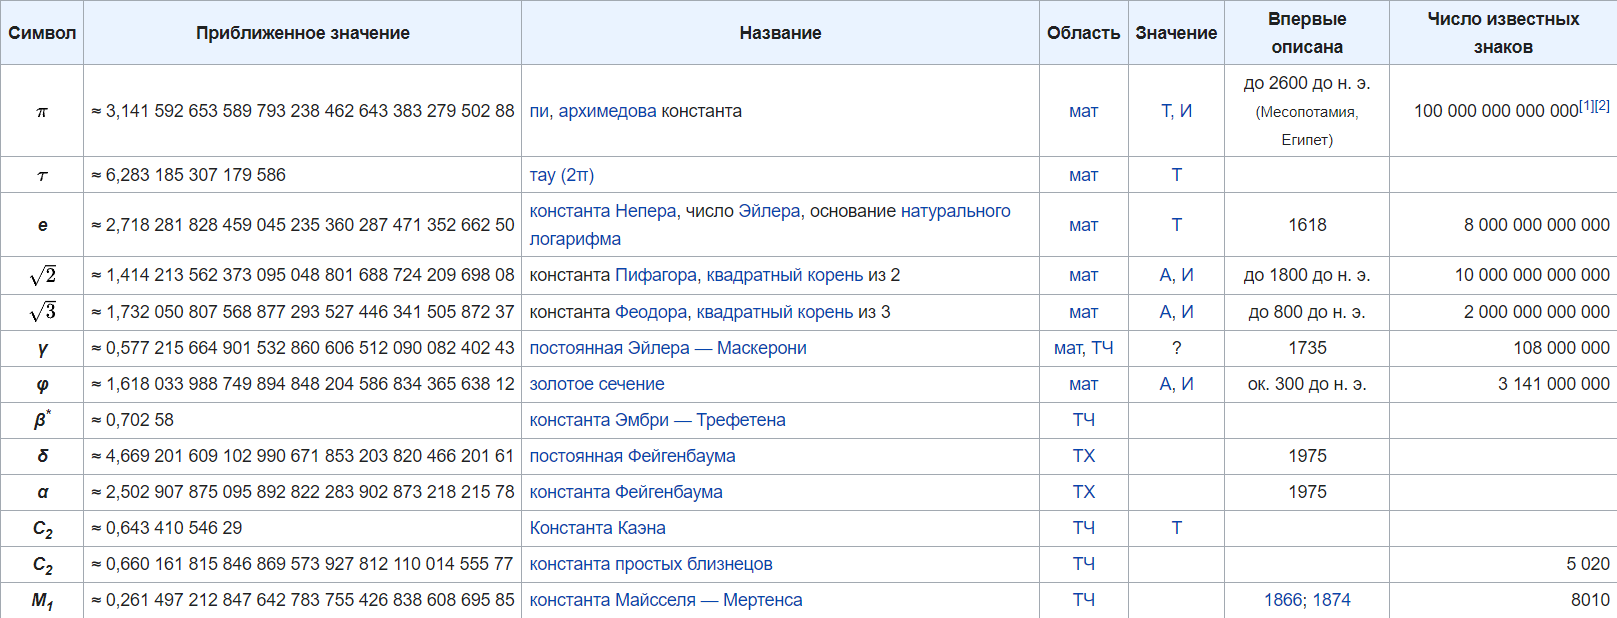 Символ Приближенное значение Название Область Значение Впервые описана Число известных знаков
π ≈ 3,141 592 653 589 793 238 462 643 383 279 502 88 пи, архимедова константа мат Т, И до 2600 до н. э. (Месопотамия, Египет) 100 000 000 000 000[1][2]
τ ≈ 6,283 185 307 179 586 тау (2π) мат Т
e ≈ 2,718 281 828 459 045 235 360 287 471 352 662 50 константа Непера, число Эйлера, основание натурального логарифма мат Т 1618 8 000 000 000 000
√2 ≈ 1,414 213 562 373 095 048 801 688 724 209 698 08 константа Пифагора, квадратный корень из 2 мат А, И до 1800 до н. э. 10 000 000 000 000
√3 ≈ 1,732 050 807 568 877 293 527 446 341 505 872 37 константа Феодора, квадратный корень из 3 мат А, И до 800 до н. э. 2 000 000 000 000
γ ≈ 0,577 215 664 901 532 860 606 512 090 082 402 43 постоянная Эйлера — Маскерони мат, ТЧ ? 1735 108 000 000
φ ≈ 1,618 033 988 749 894 848 204 586 834 365 638 12 золотое сечение мат А, И ок. 300 до н. э. 3 141 000 000
β* ≈ 0,702 58 константа Эмбри — Трефетена ТЧ
δ ≈ 4,669 201 609 102 990 671 853 203 820 466 201 61 постоянная Фейгенбаума ТХ 1975
α ≈ 2,502 907 875 095 892 822 283 902 873 218 215 78 константа Фейгенбаума ТХ 1975
C2 ≈ 0,643 410 546 29 Константа Каэна ТЧ Т
C2 ≈ 0,660 161 815 846 869 573 927 812 110 014 555 77 константа простых близнецов ТЧ 5 020
M1 ≈ 0,261 497 212 847 642 783 755 426 838 608 695 85 константа Майсселя — Мертенса ТЧ 1866; 1874 8010